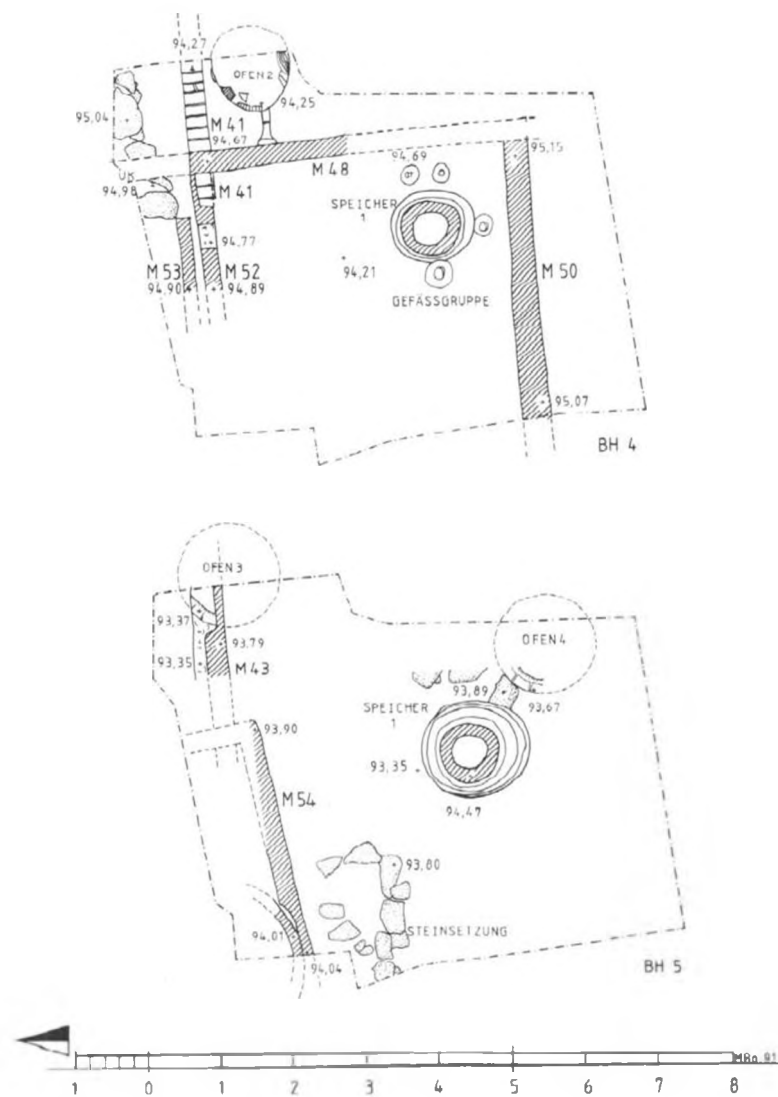 94,27
OFEN 2
94,25
95,04
M 41
94,67
M 48
94,69
95,15
94,98
M 41
SPEICHER
1
94,77
94,21
M 53
M 52
M 50
94,90
94,89
GEFÄSSGRUPPE
95,07
BH 4
OFEN 3
93,37
93,79
OFEN 4
93,35
M 43
93,89
93,67
SPEICHER
1
93,90
93,35
M 54
94,47
93,80
94,01
STEINSETZUNG
94,04
BH 5
1 0 1 2 3 4 5 6 7 8